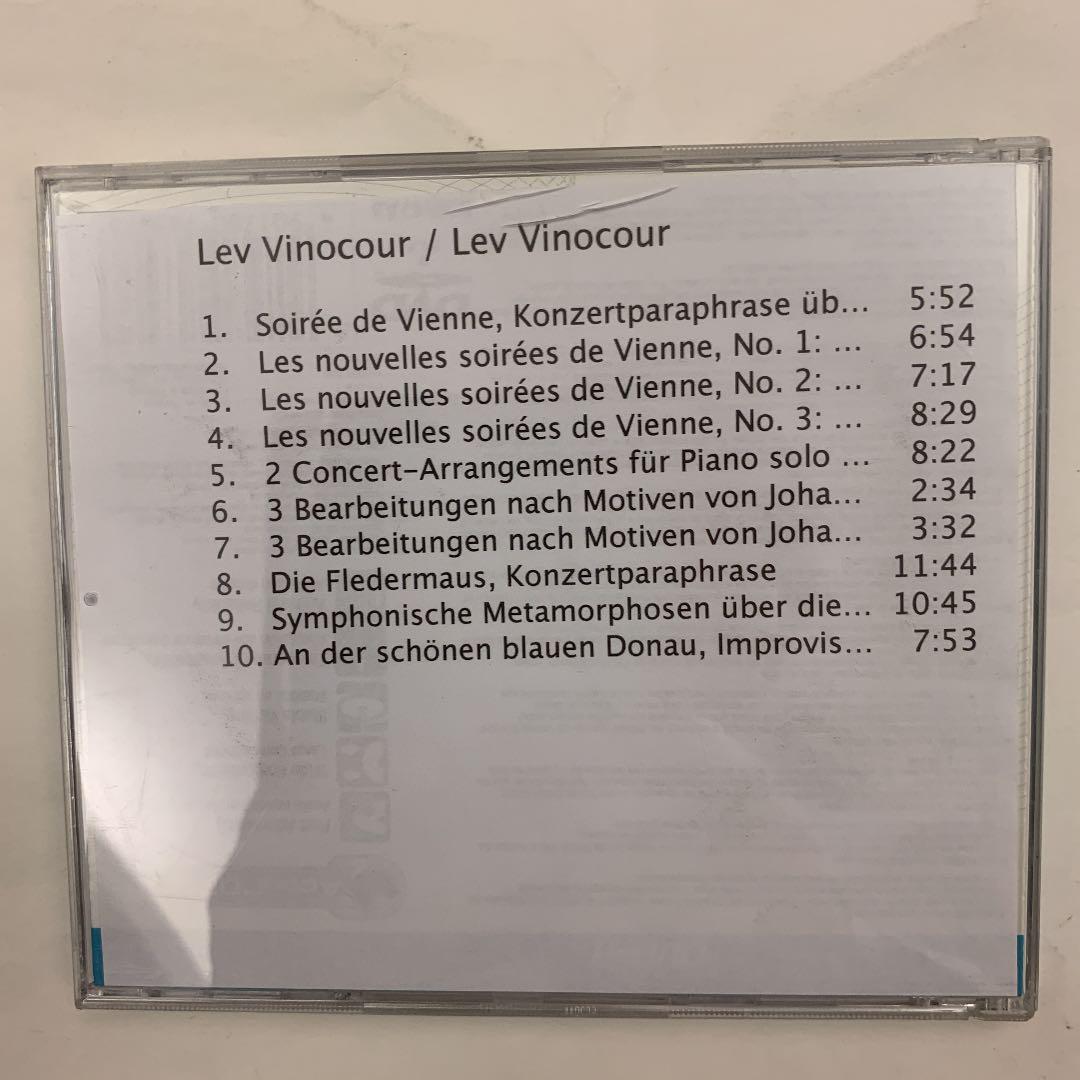 Lev Vinocour / Lev Vinocour
1. Soirée de Vienne, Konzertparaphrase üb... 5:52
2. Les nouvelles soirées de Vienne, No. 1: ... 6:54
3. Les nouvelles soirées de Vienne, No. 2: ... 7:17
4. Les nouvelles soirées de Vienne, No. 3: ... 8:29
5. 2 Concert-Arrangements für Piano solo ... 8:22
6. 3 Bearbeitungen nach Motiven von Joha... 2:34
7. 3 Bearbeitungen nach Motiven von Joha... 3:32
8. Die Fledermaus, Konzertparaphrase 11:44
9. Symphonische Metamorphosen über die... 10:45
10. An der schönen blauen Donau, Improvis... 7:53